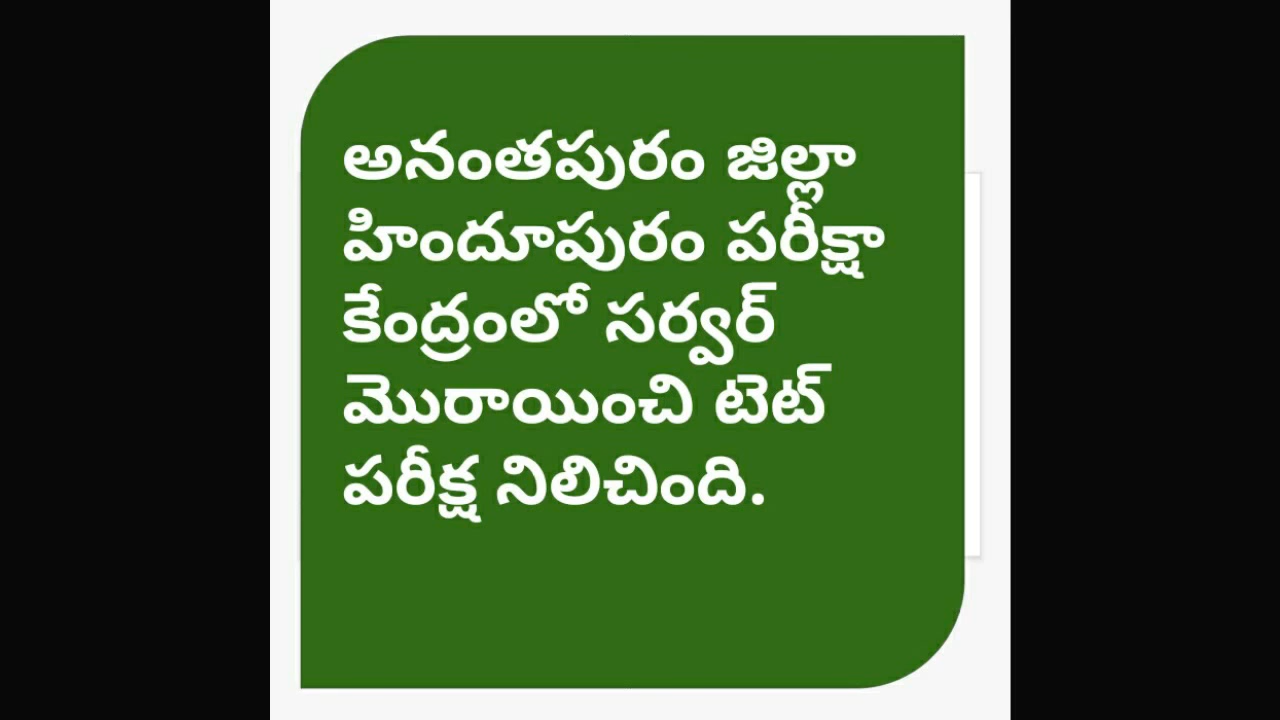 అనంతపురం జిల్లా
హిందూపురం పరీక్షా
కేంద్రంలో సర్వర్
మొరాయించి టెట్
పరీక్ష నిలిచింది.